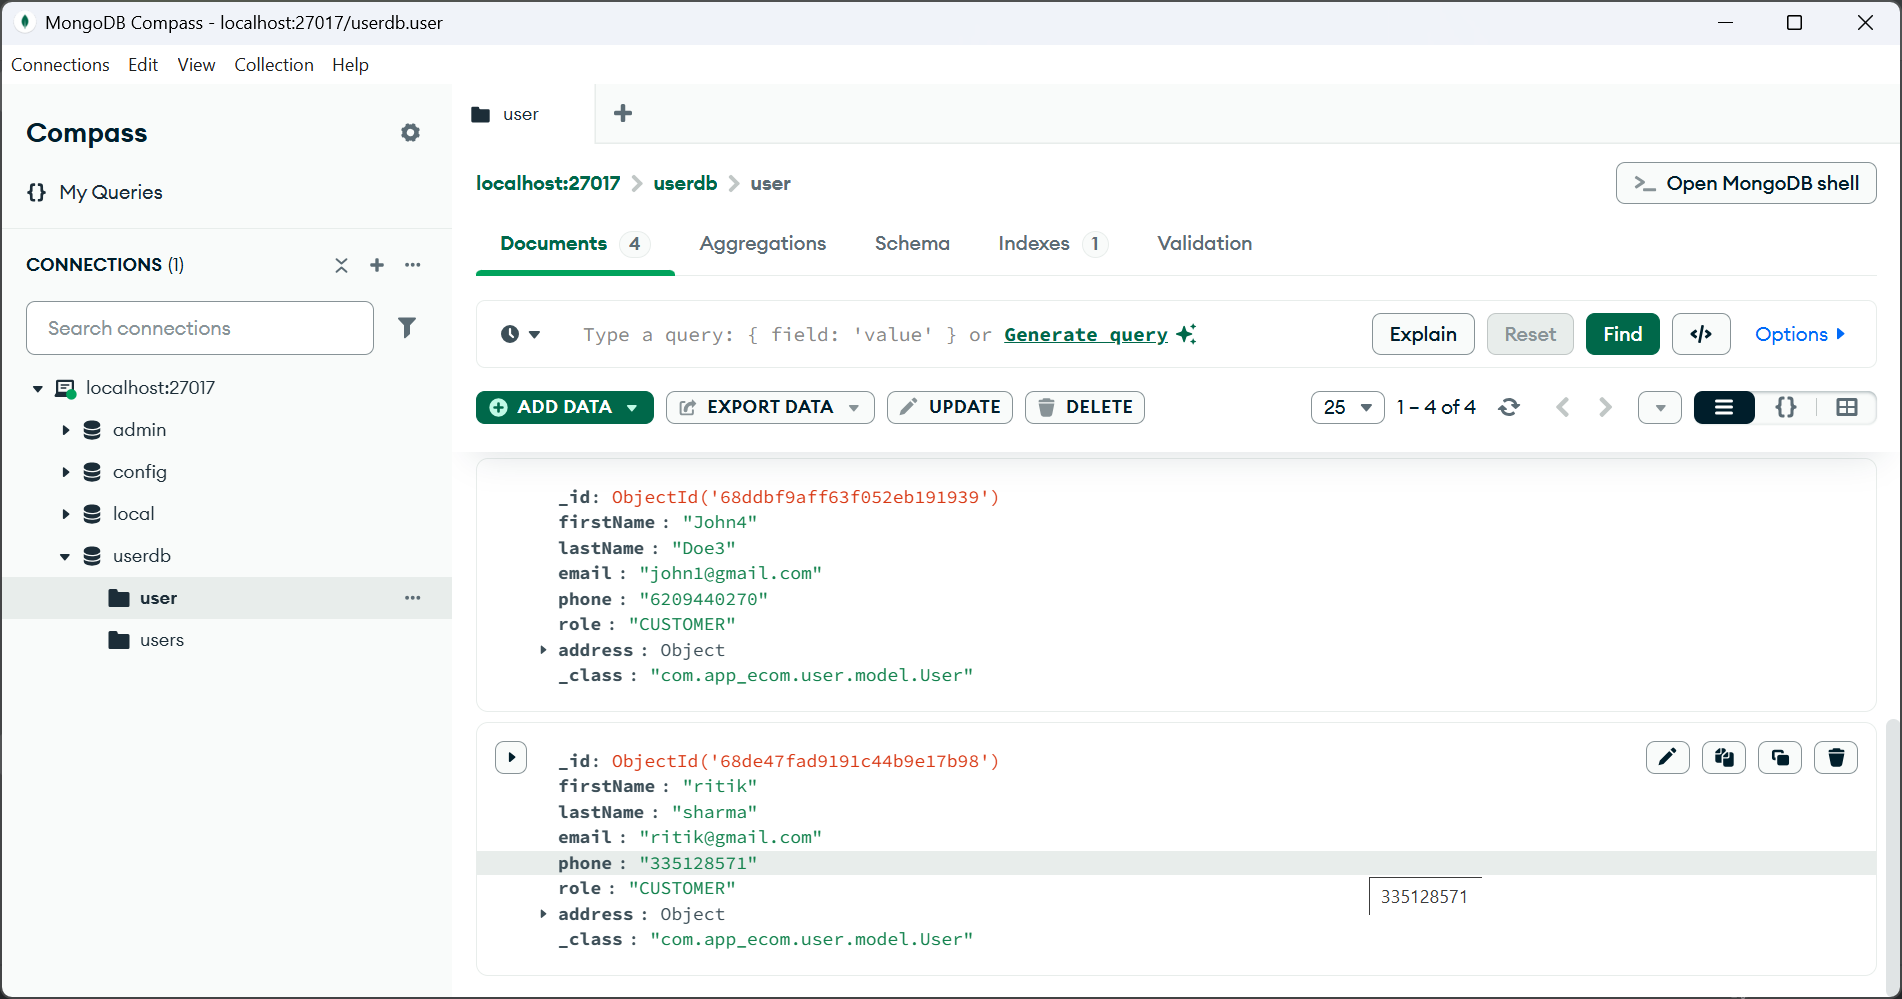 MongoDB Compass - localhost:27017/userdb.user
Connections Edit View Collection Help
Compass
{} My Queries
CONNECTIONS (1)
Search connections
localhost:27017
admin
config
local
userdb
user
users
user
localhost:27017 > userdb > user
>_ Open MongoDB shell
Documents 4 Aggregations Schema Indexes 1 Validation
Type a query: { field: 'value' } or Generate query
Explain Reset Find </> Options
ADD DATA EXPORT DATA UPDATE DELETE
25 1 – 4 of 4 {}
_id: ObjectId('68ddbf9aff63f052eb191939')
firstName : "John4"
lastName : "Doe3"
email : "john1@gmail.com"
phone : "6209440270"
role : "CUSTOMER"
address : Object
_class : "com.app_ecom.user.model.User"
_id: ObjectId('68de47fad9191c44b9e17b98')
firstName : "ritik"
lastName : "sharma"
email : "ritik@gmail.com"
phone : "335128571"
role : "CUSTOMER"
335128571
address : Object
_class : "com.app_ecom.user.model.User"